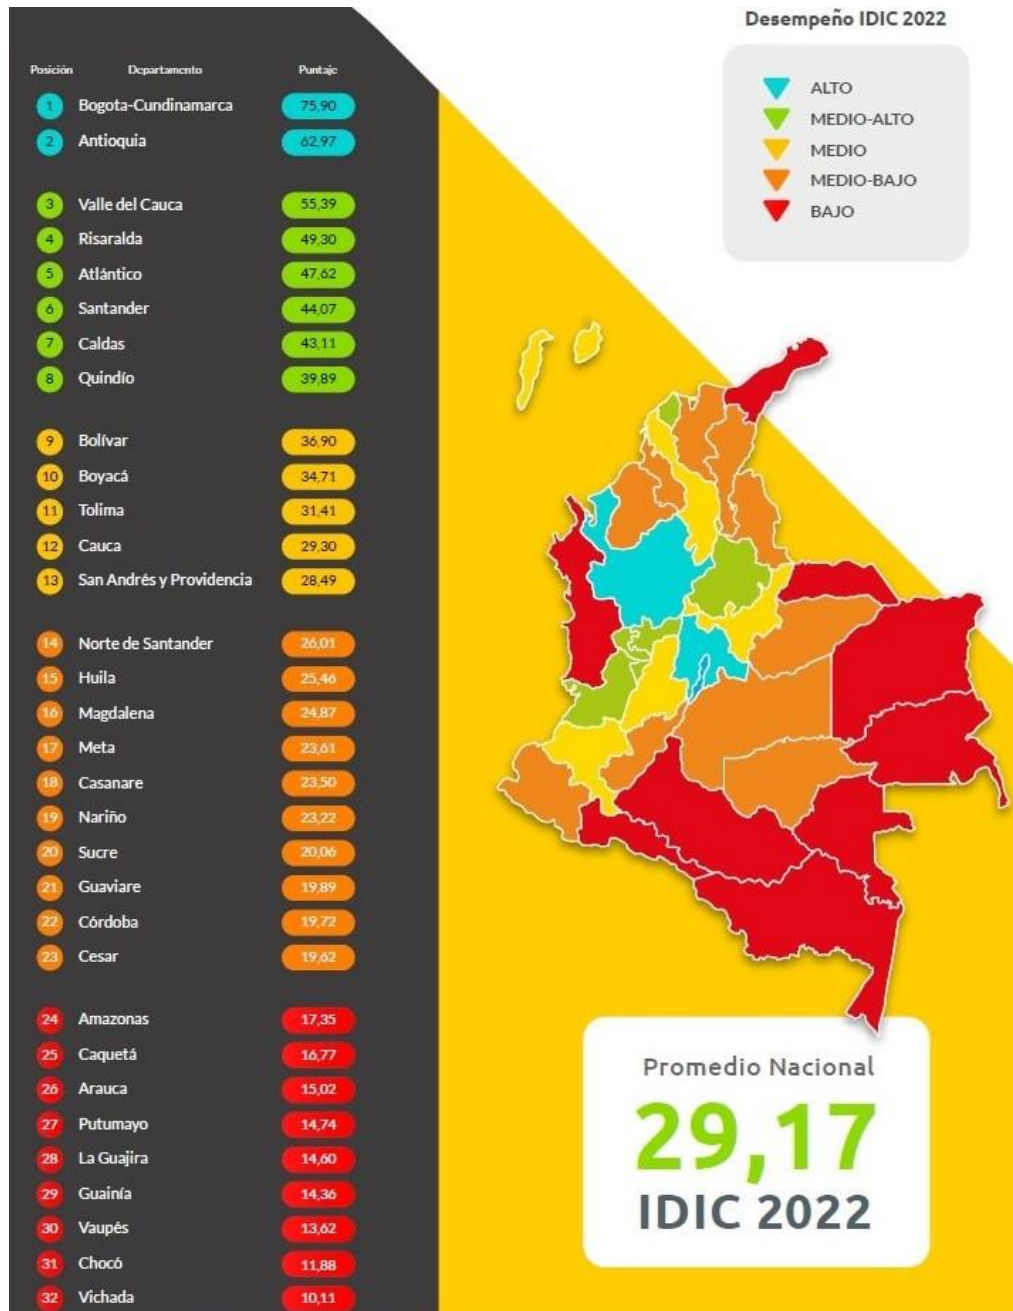 Desempeño IDIC 2022
ALTO
MEDIO-ALTO
MEDIO
MEDIO-BAJO
BAJO
Posición Departamento Puntaje
1 Bogota-Cundinamarca 75,90
2 Antioquia 62,97
3 Valle del Cauca 55,39
4 Risaralda 49,30
5 Atlántico 47,62
6 Santander 44,07
7 Caldas 43,11
8 Quindío 39,89
9 Bolívar 36,90
10 Boyacá 34,71
11 Tolima 31,41
12 Cauca 29,30
13 San Andrés y Providencia 28,49
14 Norte de Santander 26,01
15 Huila 25,46
16 Magdalena 24,87
17 Meta 23,61
18 Casanare 23,50
19 Nariño 23,22
20 Sucre 20,06
21 Guaviare 19,89
22 Córdoba 19,72
23 Cesar 19,62
24 Amazonas 17,35
25 Caquetá 16,77
26 Arauca 15,02
27 Putumayo 14,74
28 La Guajira 14,60
29 Guainía 14,36
30 Vaupés 13,62
31 Chocó 11,88
32 Vichada 10,11
Promedio Nacional
29,17
IDIC 2022